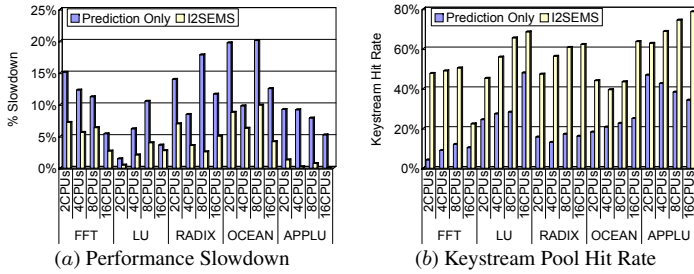 Prediction Only I2SEMS
25%
20%
15%
10%
5%
0%
% Slowdown
2CPUs 4CPUs 8CPUs 16CPUs 2CPUs 4CPUs 8CPUs 16CPUs 2CPUs 4CPUs 8CPUs 16CPUs 2CPUs 4CPUs 8CPUs 16CPUs 2CPUs 4CPUs 8CPUs 16CPUs
FFT LU RADIX OCEAN APPLU
(a) Performance Slowdown
Prediction Only I2SEMS
80%
60%
40%
20%
0%
Keystream Hit Rate
2CPUs 4CPUs 8CPUs 16CPUs 2CPUs 4CPUs 8CPUs 16CPUs 2CPUs 4CPUs 8CPUs 16CPUs 2CPUs 4CPUs 8CPUs 16CPUs 2CPUs 4CPUs 8CPUs 16CPUs
FFT LU RADIX OCEAN APPLU
(b) Keystream Pool Hit Rate